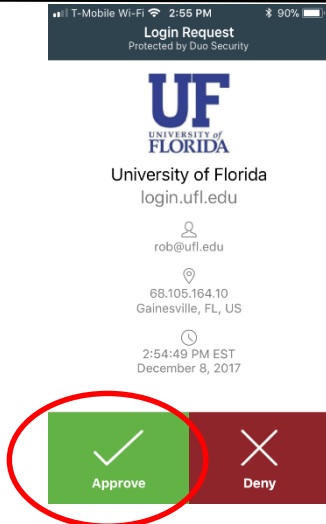 T-Mobile Wi-Fi 2:55 PM 90%
Login Request
Protected by Duo Security
UF
UNIVERSITY of
FLORIDA
University of Florida
login.ufl.edu
rob@ufl.edu
68.105.164.10
Gainesville, FL, US
2:54:49 PM EST
December 8, 2017
Approve Deny